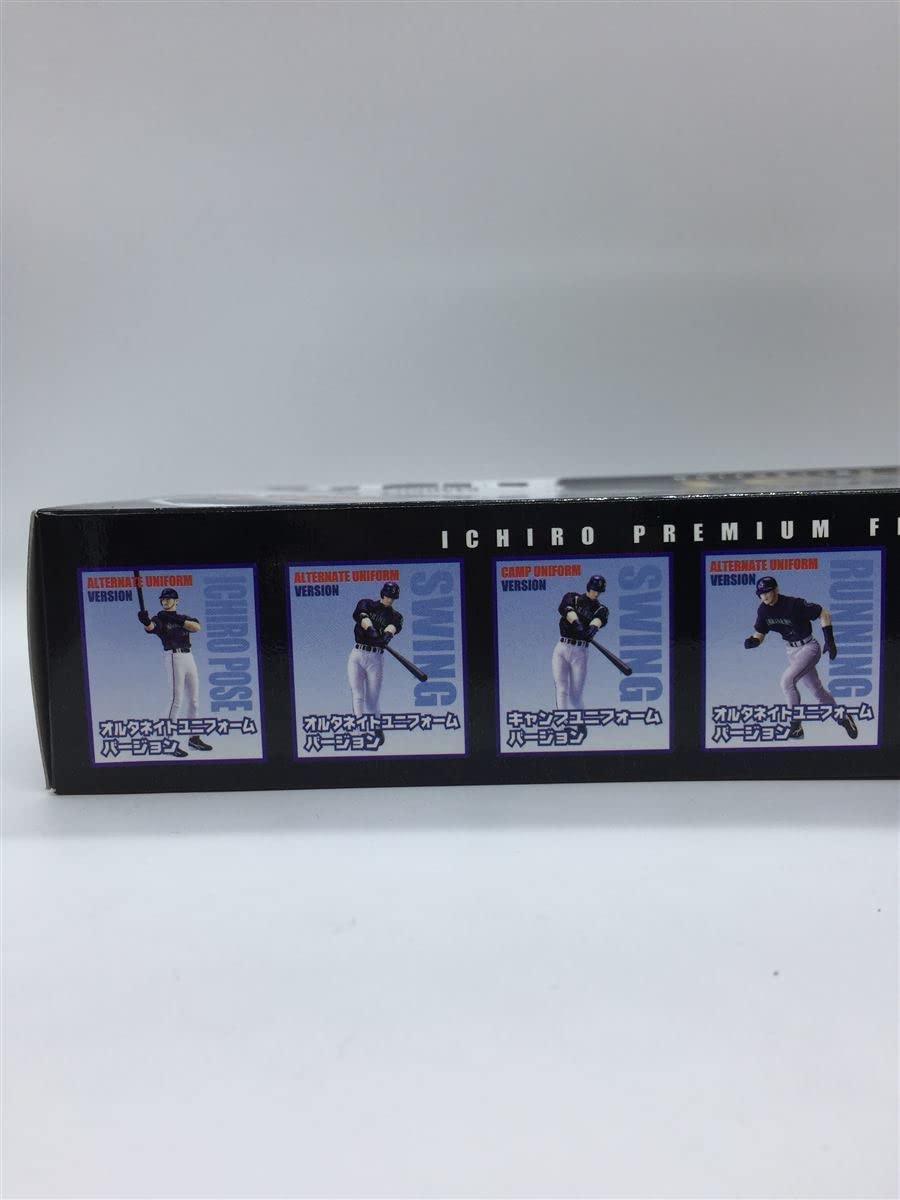 ICHIRO PREMIUM
ALTERNATE UNIFORM
VERSION
ICHIRO POSE
オルタネイトユニフォーム
バージョン
ALTERNATE UNIFORM
VERSION
SWING
オルタネイトユニフォーム
バージョン
CAMP UNIFORM
VERSION
SWING
キャンプユニフォーム
バージョン
ALTERNATE UNIFORM
VERSION
RUNNING
オルタネイトユニフォーム
バージョン